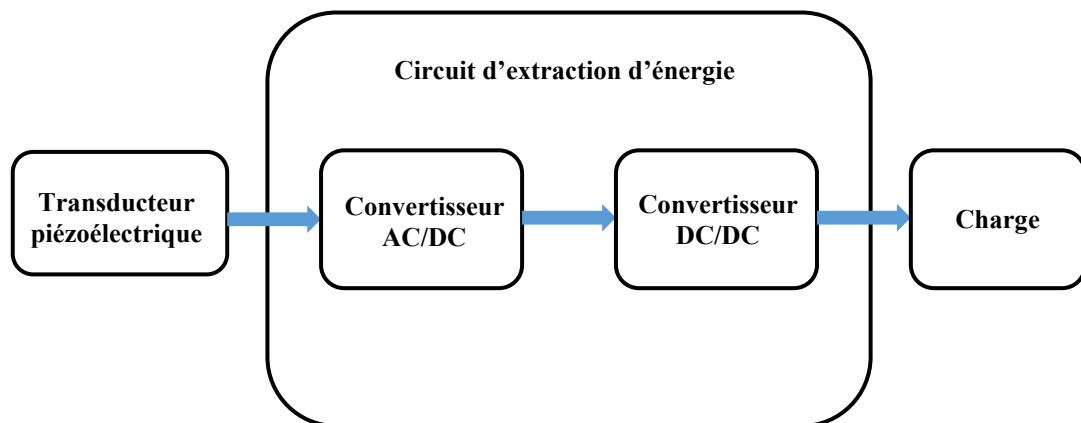 Circuit d’extraction d’énergie
Transducteur
piézoélectrique
Convertisseur
AC/DC
Convertisseur
DC/DC
Charge